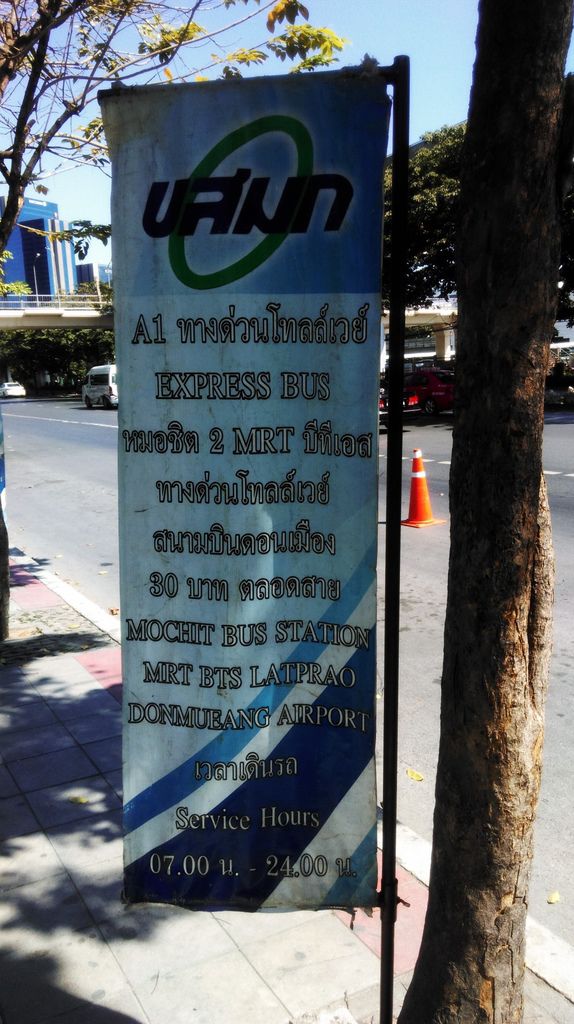 ขสมก
A1 ทางด่วนโทลล์เวย์
EXPRESS BUS
หมอชิต 2 MRT บีทีเอส
ทางด่วนโทลล์เวย์
สนามบินดอนเมือง
30 บาท ตลอดสาย
MOCHIT BUS STATION
MRT BTS LATPRAO
DONMUEANG AIRPORT
เวลาเดินรถ
Service Hours
07.00 น. - 24.00 น.